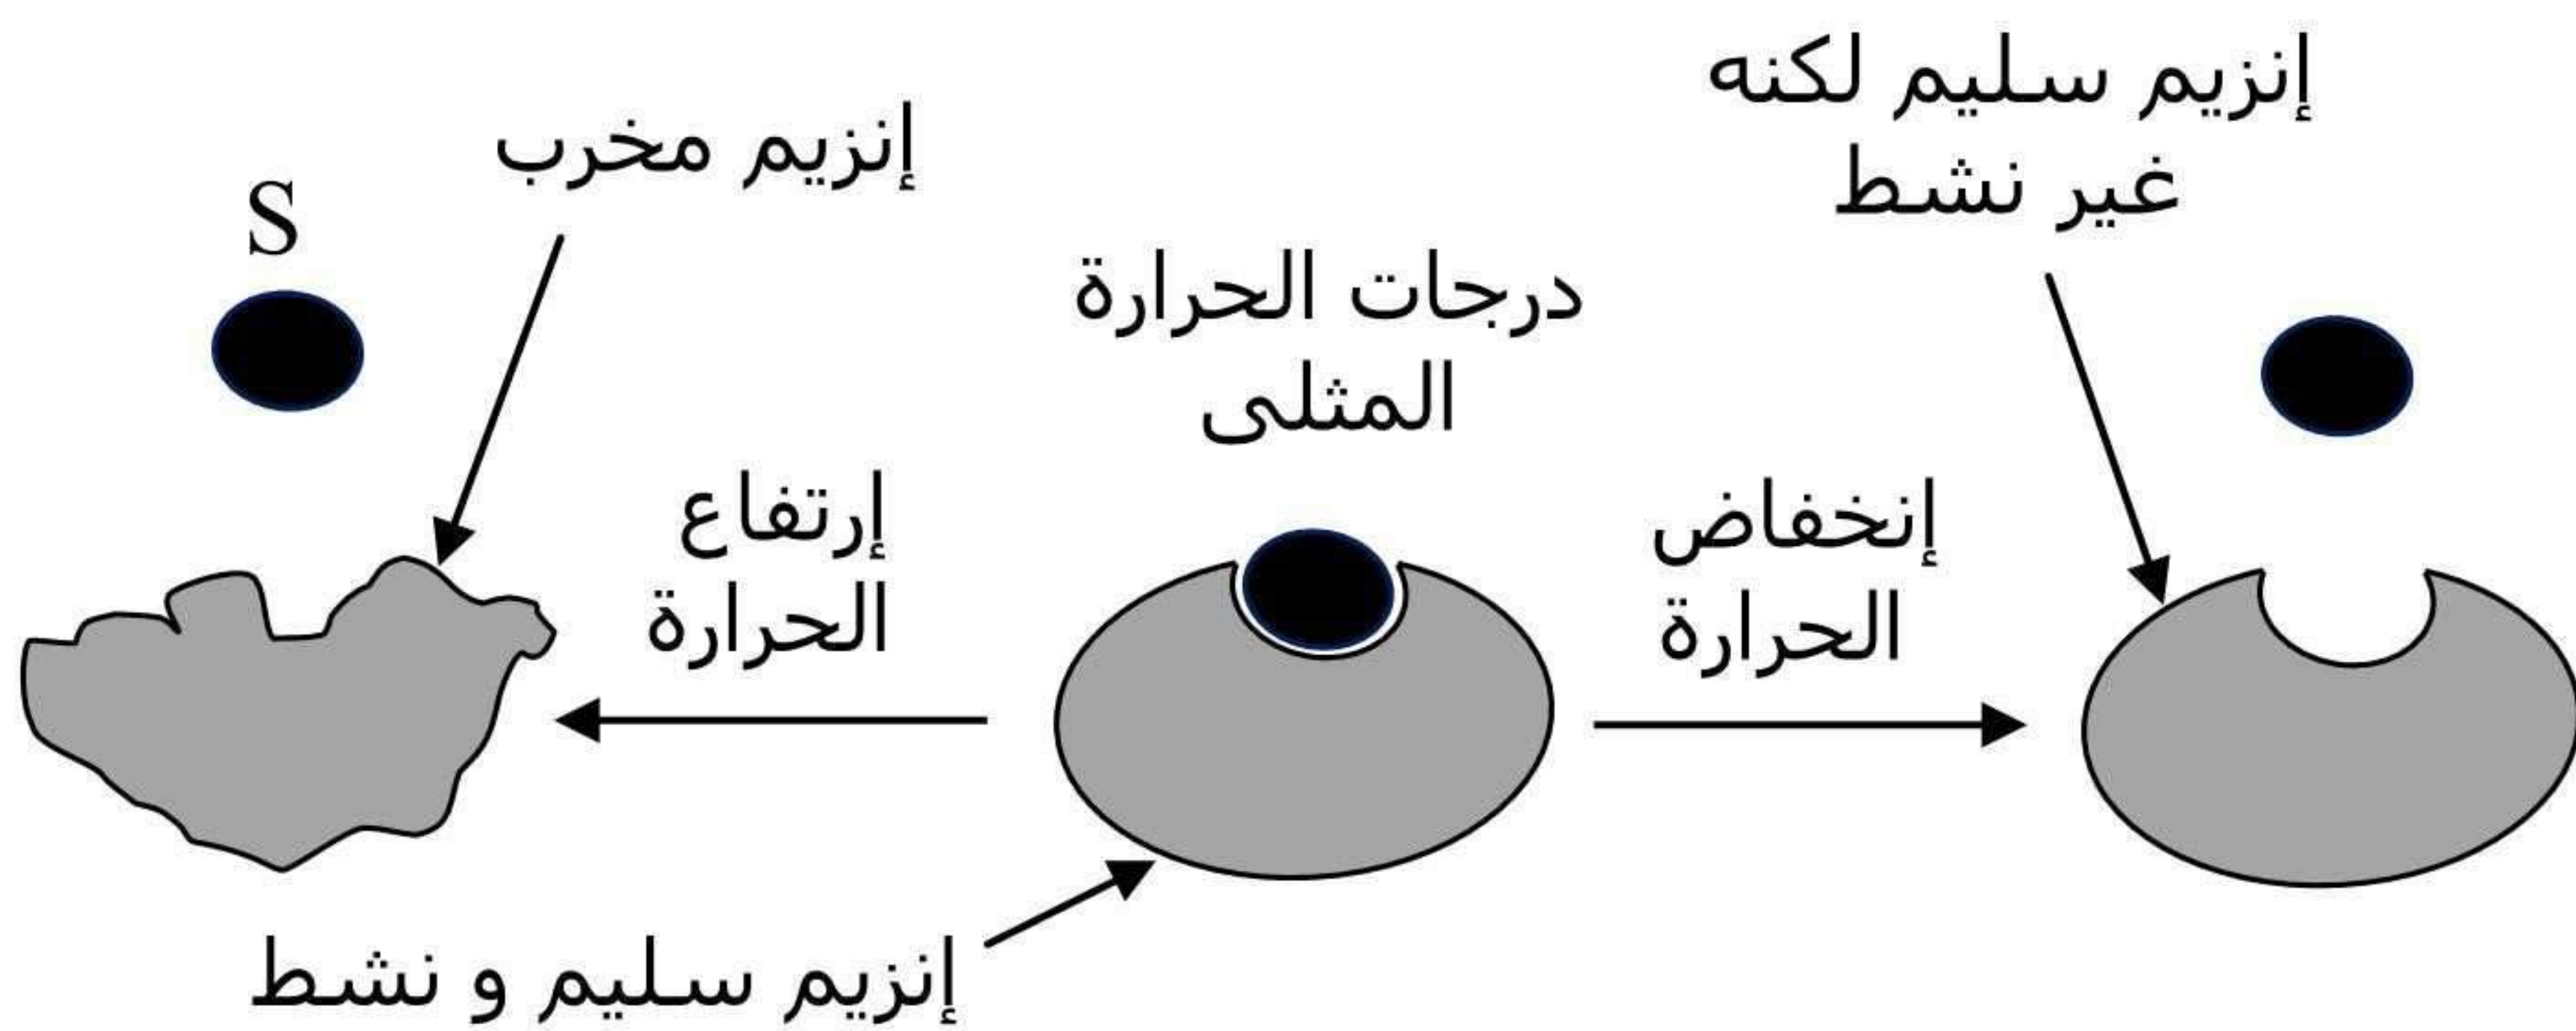 إنزيم سليم لكنه
غير نشط
إنزيم مخرب
S
درجات الحرارة
المثلى
إنخفاض
الحرارة
إرتفاع
الحرارة
إنزيم سليم و نشط